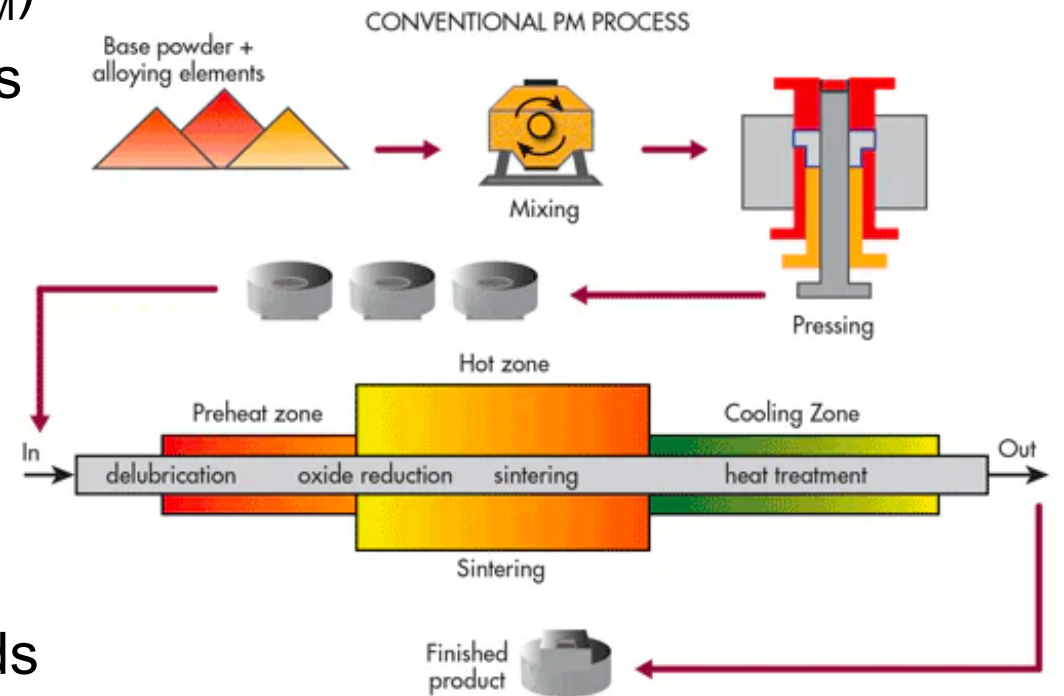 M)
CONVENTIONAL PM PROCESS
Base powder +
alloying elements
s
Mixing
Pressing
Hot zone
Preheat zone
Cooling Zone
In
Out
delubrication
oxide reduction
sintering
heat treatment
Sintering
Finished
product
ds